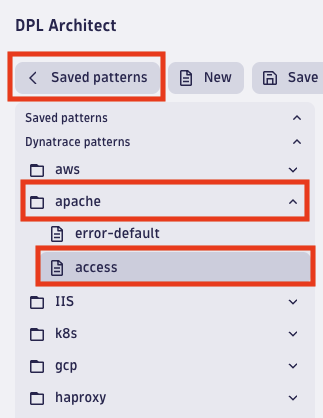 DPL Architect
Saved patterns New Save
Saved patterns
Dynatrace patterns
aws
apache
error-default
access
IIS
k8s
gcp
haproxy